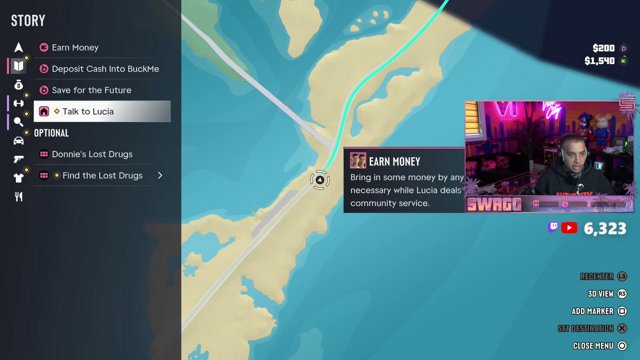 STORY
Earn Money
Deposit Cash Into BuckMe
Save for the Future
Talk to Lucia
OPTIONAL
Donnie's Lost Drugs
Find the Lost Drugs
$200
$1,540
EARN MONEY
Bring in some money by any
necessary while Lucia deals
community service.
SWAGG
6,323
RECENTER
3D VIEW R3
ADD MARKER
SET DESTINATION
CLOSE MENU